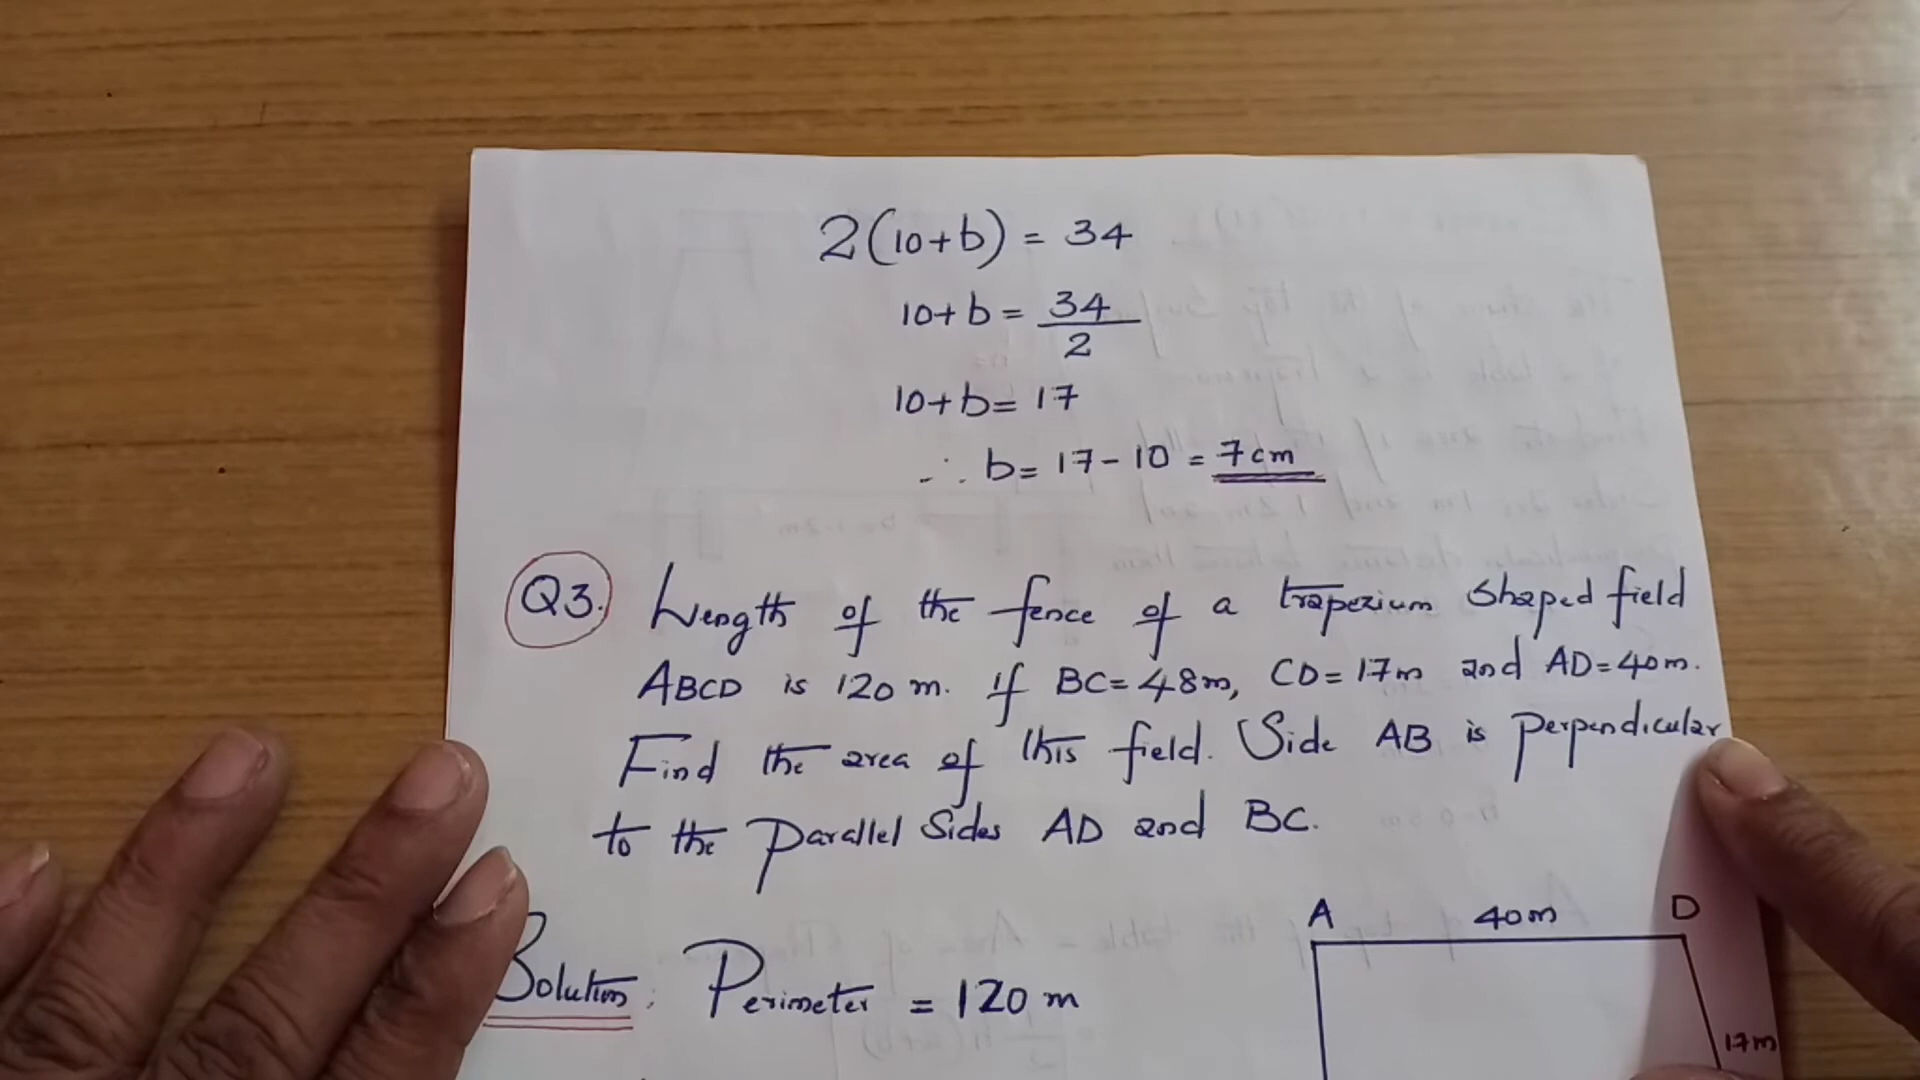 2(10+b) = 34
10+b = 34/2
10+b = 17
∴ b = 17-10 = 7cm
Q3. Length of the fence of a trapezium shaped field
ABCD is 120 m. If BC=48m, CD=17m and AD=40m.
Find the area of this field. Side AB is perpendicular
to the parallel sides AD and BC.
Solution: Perimeter = 120 m
A 40m D
17m